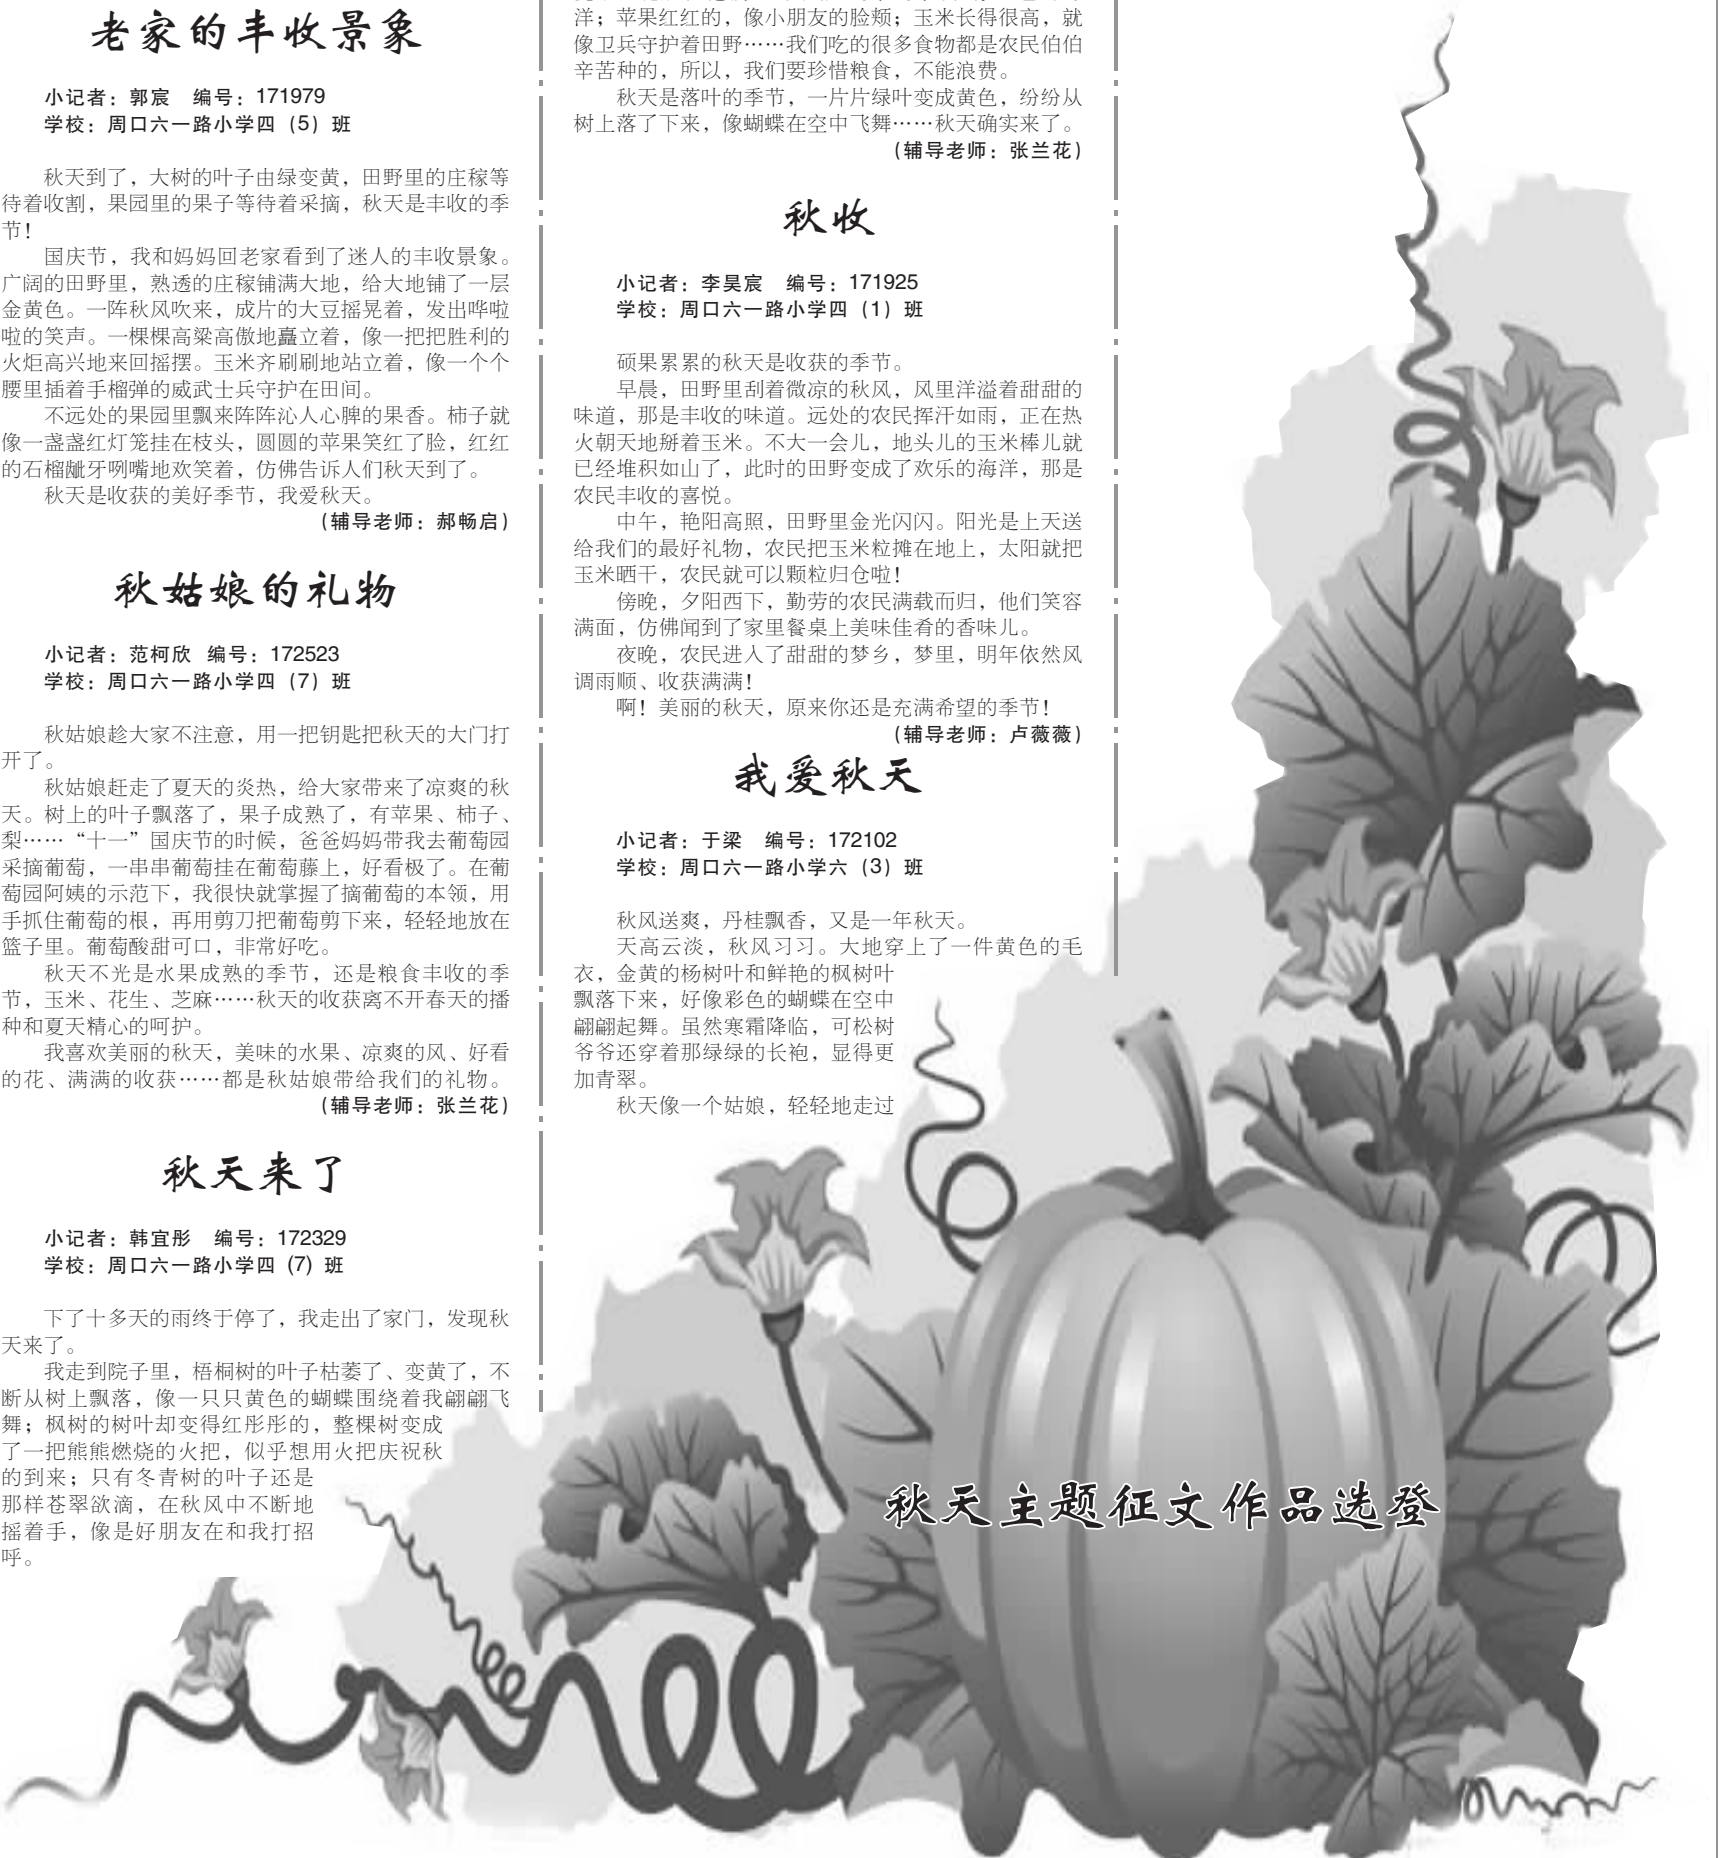 老家的丰收景象
小记者：郭宸 编号：171979
学校：周口六一路小学四（5）班
秋天到了，大树的叶子由绿变黄，田野里的庄稼等
待着收割，果园里的果子等待着采摘，秋天是丰收的季
节！
国庆节，我和妈妈回老家看到了迷人的丰收景象。
广阔的田野里，熟透的庄稼铺满大地，给大地铺了一层
金黄色。一阵秋风吹来，成片的大豆摇晃着，发出哗啦
啦的笑声。一棵棵高粱高傲地矗立着，像一把把胜利的
火炬高兴地来回摇摆。玉米齐刷刷地站立着，像一个个
腰里插着手榴弹的威武士兵守护在田间。
不远处的果园里飘来阵阵沁人心脾的果香。柿子就
像一盏盏红灯笼挂在枝头，圆圆的苹果笑红了脸，红红
的石榴龇牙咧嘴地欢笑着，仿佛告诉人们秋天到了。
秋天是收获的美好季节，我爱秋天。
（辅导老师：郝畅启）
秋姑娘的礼物
小记者：范柯欣 编号：172523
学校：周口六一路小学四（7）班
秋姑娘趁大家不注意，用一把钥匙把秋天的大门打
开了。
秋姑娘赶走了夏天的炎热，给大家带来了凉爽的秋
天。树上的叶子飘落了，果子成熟了，有苹果、柿子、
梨……“十一”国庆节的时候，爸爸妈妈带我去葡萄园
采摘葡萄，一串串葡萄挂在葡萄藤上，好看极了。在葡
萄园阿姨的示范下，我很快就掌握了摘葡萄的本领，用
手抓住葡萄的根，再用剪刀把葡萄剪下来，轻轻地放在
篮子里。葡萄酸甜可口，非常好吃。
秋天不光是水果成熟的季节，还是粮食丰收的季
节，玉米、花生、芝麻……秋天的收获离不开春天的播
种和夏天精心的呵护。
我喜欢美丽的秋天，美味的水果、凉爽的风、好看
的花、满满的收获……都是秋姑娘带给我们的礼物。
（辅导老师：张兰花）
秋天来了
小记者：韩宜彤 编号：172329
学校：周口六一路小学四 (7) 班
下了十多天的雨终于停了，我走出了家门，发现秋
天来了。
我走到院子里，梧桐树的叶子枯萎了、变黄了，不
断从树上飘落，像一只只黄色的蝴蝶围绕着我翩翩飞
舞；枫树的树叶却变得红彤彤的，整棵树变成
了一把熊熊燃烧的火把，似乎想用火把庆祝秋
的到来；只有冬青树的叶子还是
那样苍翠欲滴，在秋风中不断地
摇着手，像是好朋友在和我打招
呼。
洋；苹果红红的，像小朋友的脸颊；玉米长得很高，就
像卫兵守护着田野……我们吃的很多食物都是农民伯伯
辛苦种的，所以，我们要珍惜粮食，不能浪费。
秋天是落叶的季节，一片片绿叶变成黄色，纷纷从
树上落了下来，像蝴蝶在空中飞舞……秋天确实来了。
（辅导老师：张兰花）
秋收
小记者：李昊宸 编号：171925
学校：周口六一路小学四（1）班
硕果累累的秋天是收获的季节。
早晨，田野里刮着微凉的秋风，风里洋溢着甜甜的
味道，那是丰收的味道。远处的农民挥汗如雨，正在热
火朝天地掰着玉米。不大一会儿，地头儿的玉米棒儿就
已经堆积如山了，此时的田野变成了欢乐的海洋，那是
农民丰收的喜悦。
中午，艳阳高照，田野里金光闪闪。阳光是上天送
给我们的最好礼物，农民把玉米粒摊在地上，太阳就把
玉米晒干，农民就可以颗粒归仓啦！
傍晚，夕阳西下，勤劳的农民满载而归，他们笑容
满面，仿佛闻到了家里餐桌上美味佳肴的香味儿。
夜晚，农民进入了甜甜的梦乡，梦里，明年依然风
调雨顺、收获满满！
啊！美丽的秋天，原来你还是充满希望的季节！
（辅导老师：卢薇薇）
我爱秋天
小记者：于梁 编号：172102
学校：周口六一路小学六（3）班
秋风送爽，丹桂飘香，又是一年秋天。
天高云淡，秋风习习。大地穿上了一件黄色的毛
衣，金黄的杨树叶和鲜艳的枫树叶
飘落下来，好像彩色的蝴蝶在空中
翩翩起舞。虽然寒霜降临，可松树
爷爷还穿着那绿绿的长袍，显得更
加青翠。
秋天像一个姑娘，轻轻地走过
秋天主题征文作品选登